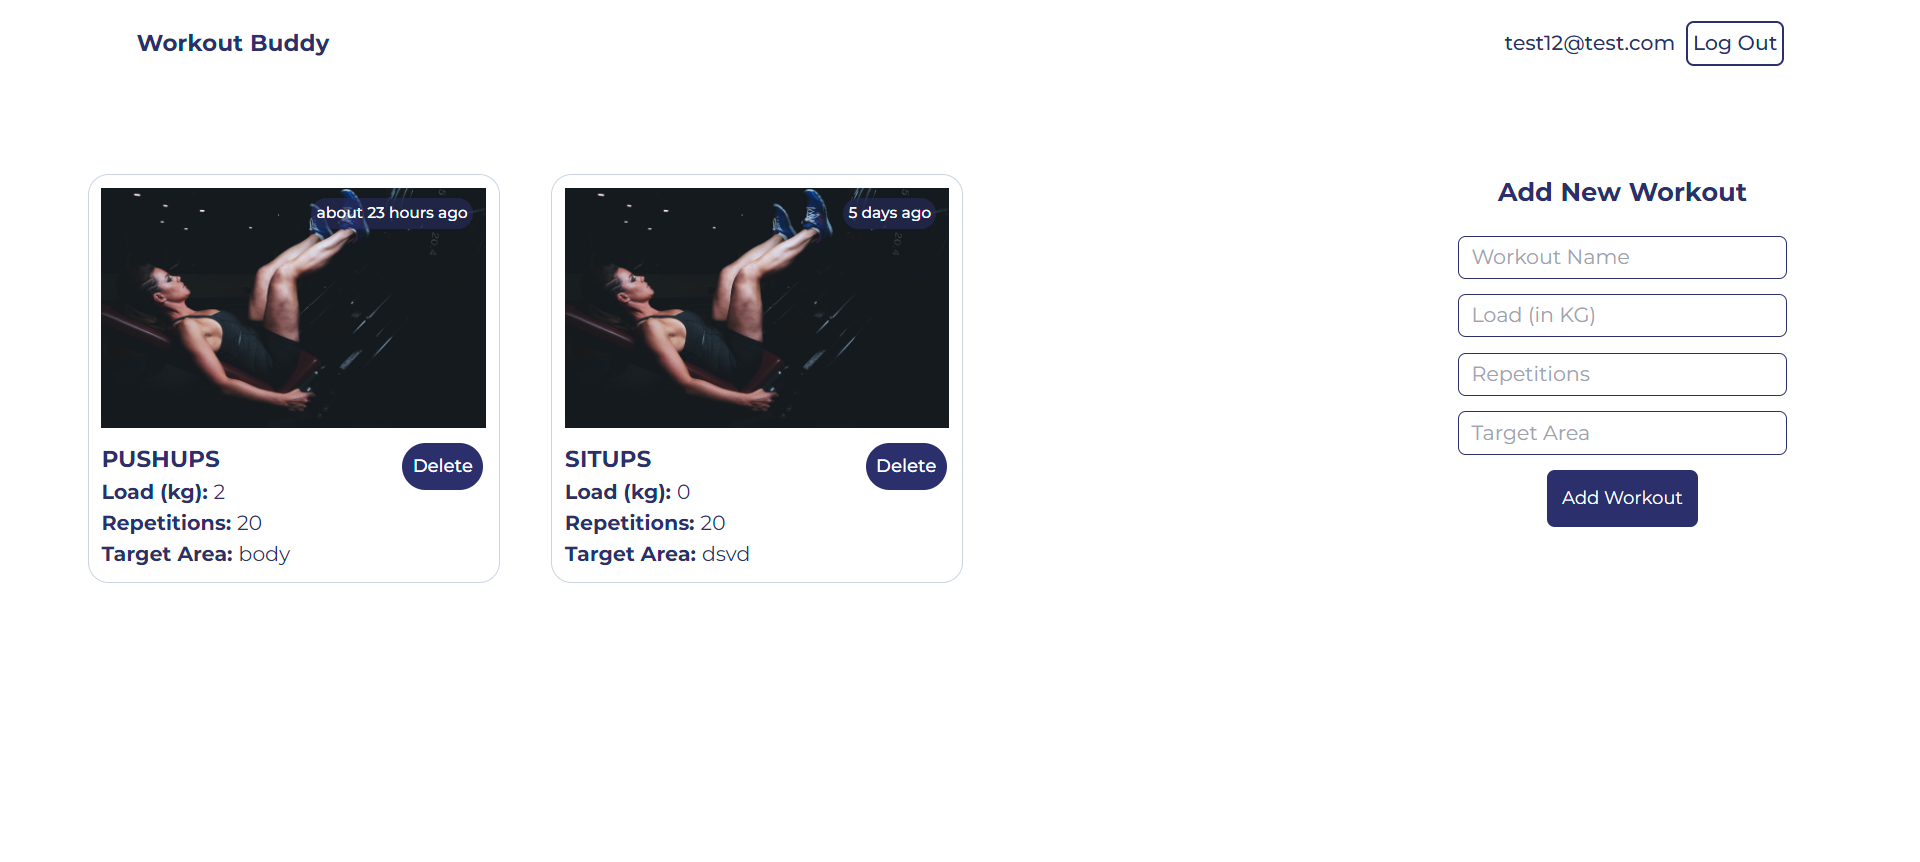 Workout Buddy
test12@test.com
Log Out
about 23 hours ago
PUSHUPS
Delete
Load (kg): 2
Repetitions: 20
Target Area: body
5 days ago
SITUPS
Delete
Load (kg): 0
Repetitions: 20
Target Area: dsvd
Add New Workout
Workout Name
Load (in KG)
Repetitions
Target Area
Add Workout